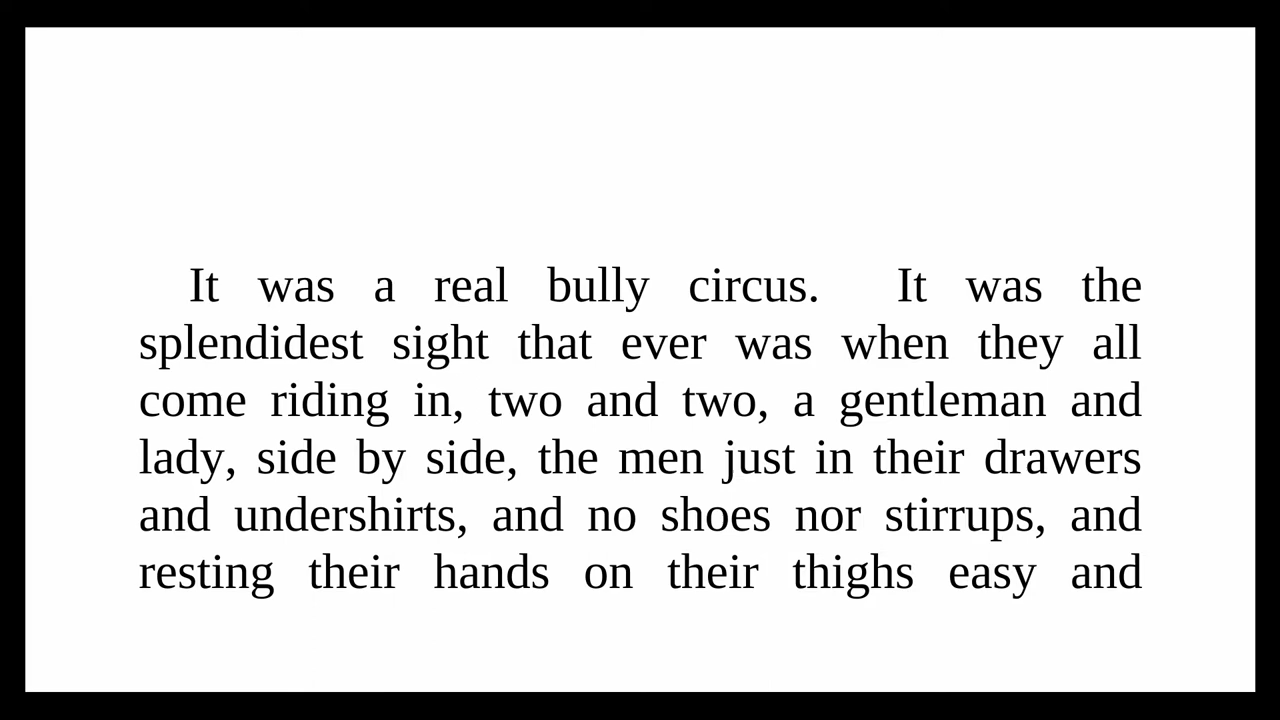 It was a real bully circus. It was the
splendidest sight that ever was when they all
come riding in, two and two, a gentleman and
lady, side by side, the men just in their drawers
and undershirts, and no shoes nor stirrups, and
resting their hands on their thighs easy and